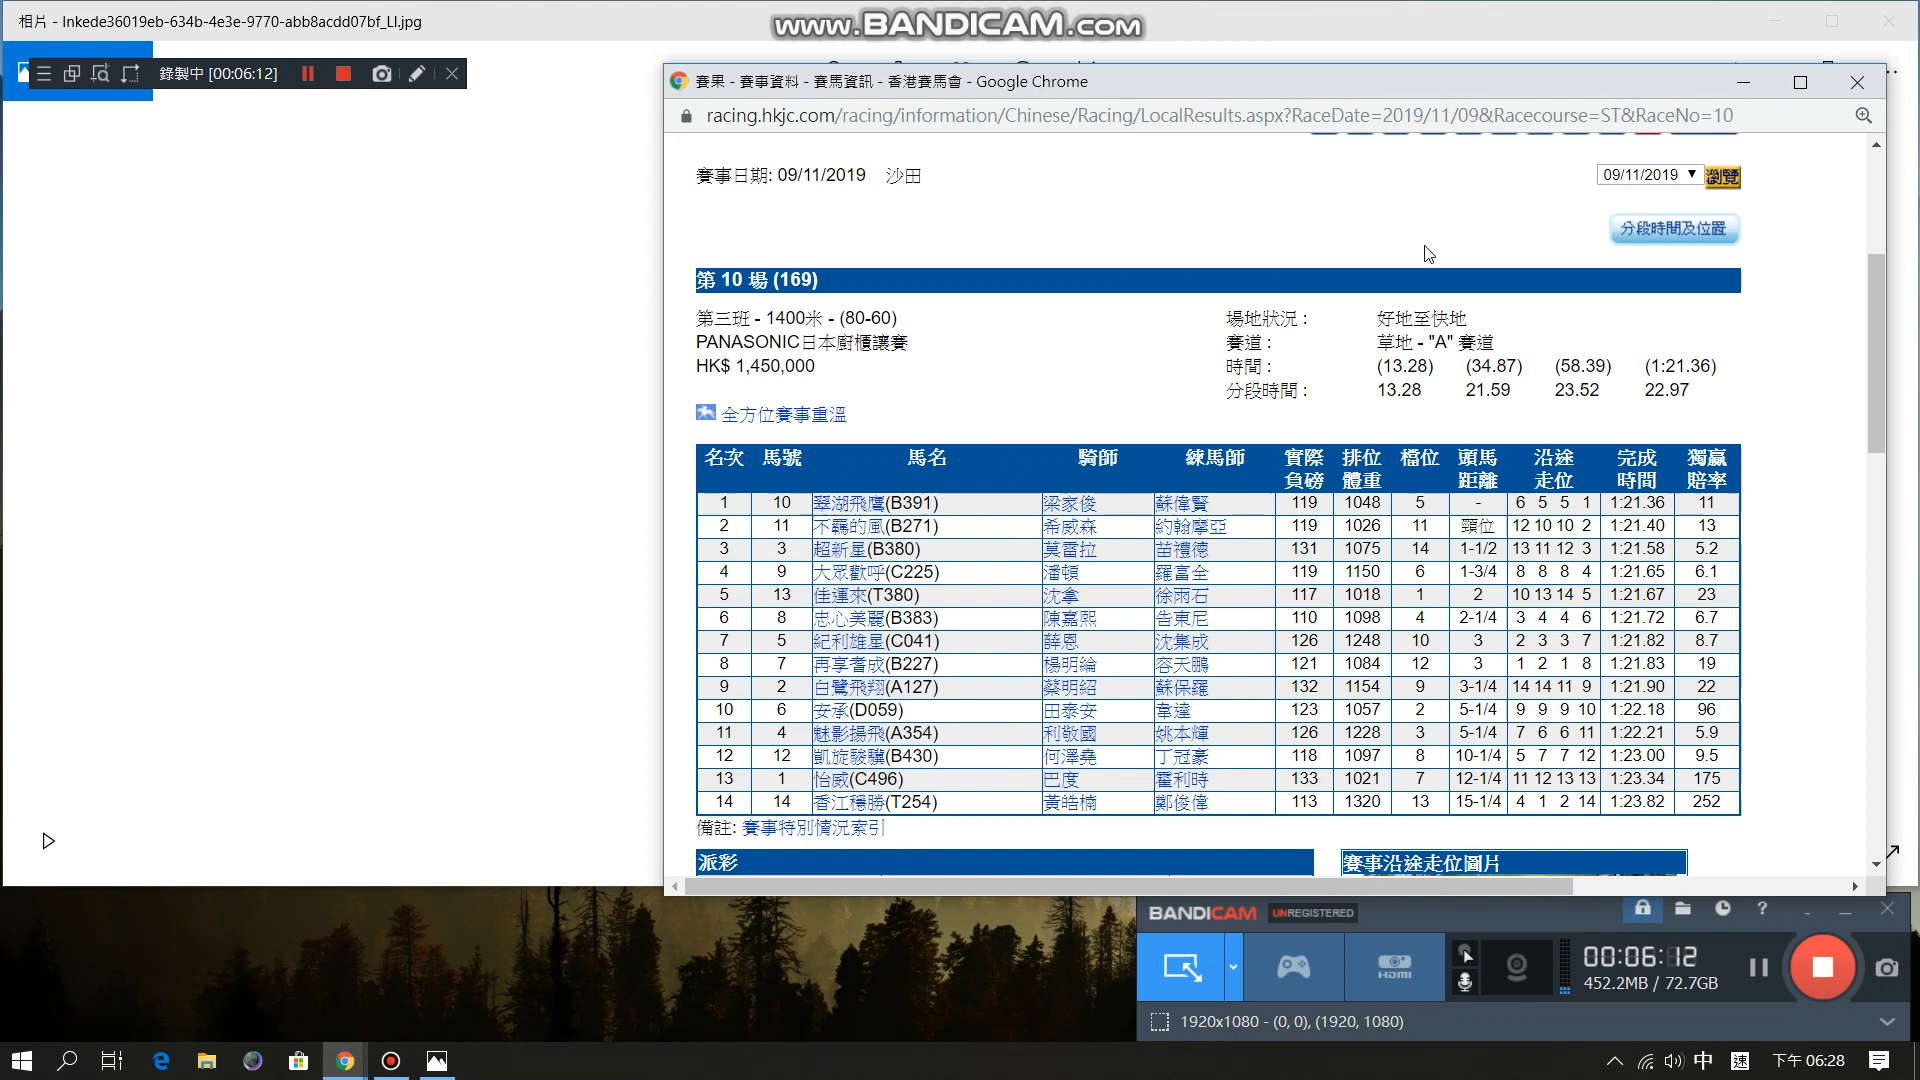 相片 - Inkede36019eb-634b-4e3e-9770-abb8acdd07bf_LI.jpg
www.BANDICAM.com
錄製中 [00:06:12]
賽果 - 賽事資料 - 賽馬資訊 - 香港賽馬會 - Google Chrome
racing.hkjc.com/racing/information/Chinese/Racing/LocalResults.aspx?RaceDate=2019/11/09&Racecourse=ST&RaceNo=10
賽事日期: 09/11/2019 沙田
09/11/2019 ▼ 瀏覽
分段時間及位置
第 10 場 (169)
第三班 - 1400米 - (80-60) 場地狀況 : 好地至快地
PANASONIC日本廚櫃讓賽 賽道 : 草地 - "A" 賽道
HK$ 1,450,000 時間 : (13.28) (34.87) (58.39) (1:21.36)
分段時間 : 13.28 21.59 23.52 22.97
全方位賽事重溫
名次 馬號 馬名 騎師 練馬師 實際負磅 排位體重 檔位 頭馬距離 沿途走位 完成時間 獨贏賠率
1 10 翠湖飛鷹(B391) 梁家俊 蘇偉賢 119 1048 5 - 6 5 5 1 1:21.36 11
2 11 不羈的風(B271) 希威森 約翰摩亞 119 1026 11 頸位 12 10 10 2 1:21.40 13
3 3 超新星(B380) 莫雷拉 苗禮德 131 1075 14 1-1/2 13 11 12 3 1:21.58 5.2
4 9 大眾歡呼(C225) 潘頓 羅富全 119 1150 6 1-3/4 8 8 8 4 1:21.65 6.1
5 13 佳運來(T380) 沈拿 徐雨石 117 1018 1 2 10 13 14 5 1:21.67 23
6 8 忠心美麗(B383) 陳嘉熙 告東尼 110 1098 4 2-1/4 3 4 4 6 1:21.72 6.7
7 5 紀利雄星(C041) 薛恩 沈集成 126 1248 10 3 2 3 3 7 1:21.82 8.7
8 7 再享耆成(B227) 楊明綸 容天鵬 121 1084 12 3 1 2 1 8 1:21.83 19
9 2 白鷺飛翔(A127) 蔡明紹 蘇保羅 132 1154 9 3-1/4 14 14 11 9 1:21.90 22
10 6 安承(D059) 田泰安 韋達 123 1057 2 5-1/4 9 9 9 10 1:22.18 96
11 4 魅影揚飛(A354) 利敬國 姚本輝 126 1228 3 5-1/4 7 6 6 11 1:22.21 5.9
12 12 凱旋駿驥(B430) 何澤堯 丁冠豪 118 1097 8 10-1/4 5 7 7 12 1:23.00 9.5
13 1 怡威(C496) 巴度 霍利時 133 1021 7 12-1/4 11 12 13 13 1:23.34 175
14 14 香江穩勝(T254) 黃皓楠 鄭俊偉 113 1320 13 15-1/4 4 1 2 14 1:23.82 252
備註: 賽事特別情況索引
派彩 賽事沿途走位圖片
BANDICAM UNREGISTERED
HDMI
00:06:12
452.2MB / 72.7GB
1920x1080 - (0, 0), (1920, 1080)
中 速 下午 06:28